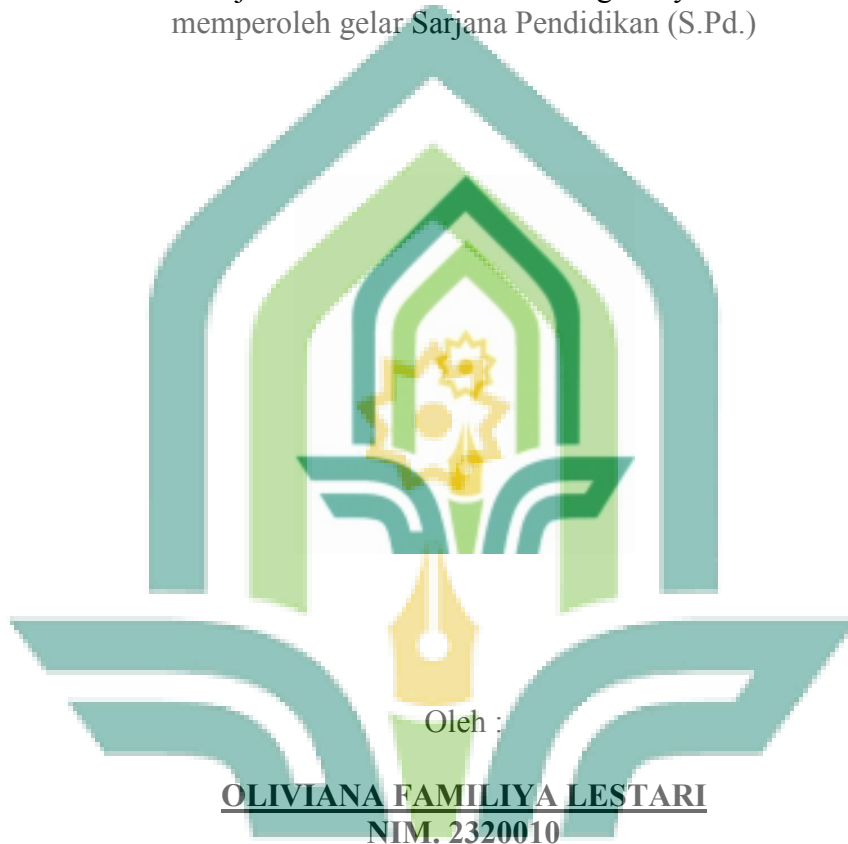 memperoleh gelar Sarjana Pendidikan (S.Pd.)
Oleh :
OLIVIANA FAMILIYA LESTARI
NIM. 2320010